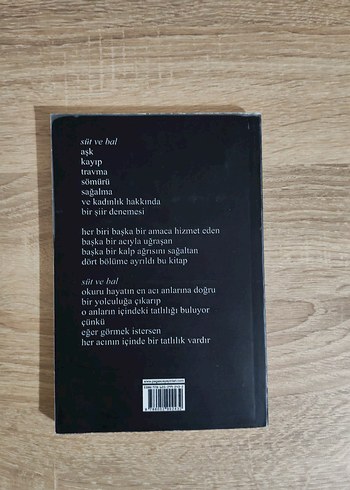 süt ve bal
aşk
kayıp
travma
sömürü
sağalma
ve kadınlık hakkında
bir şiir denemesi
her biri başka bir amaca hizmet eden
başka bir acıyla uğraşan
başka bir kalp ağrısını sağaltan
dört bölüme ayrıldı bu kitap
süt ve bal
okuru hayatın en acı anlarına doğru
bir yolculuğa çıkarıp
o anların içindeki tatlılığı buluyor
çünkü
eğer görmek istersen
her acının içinde bir tatlılık vardır